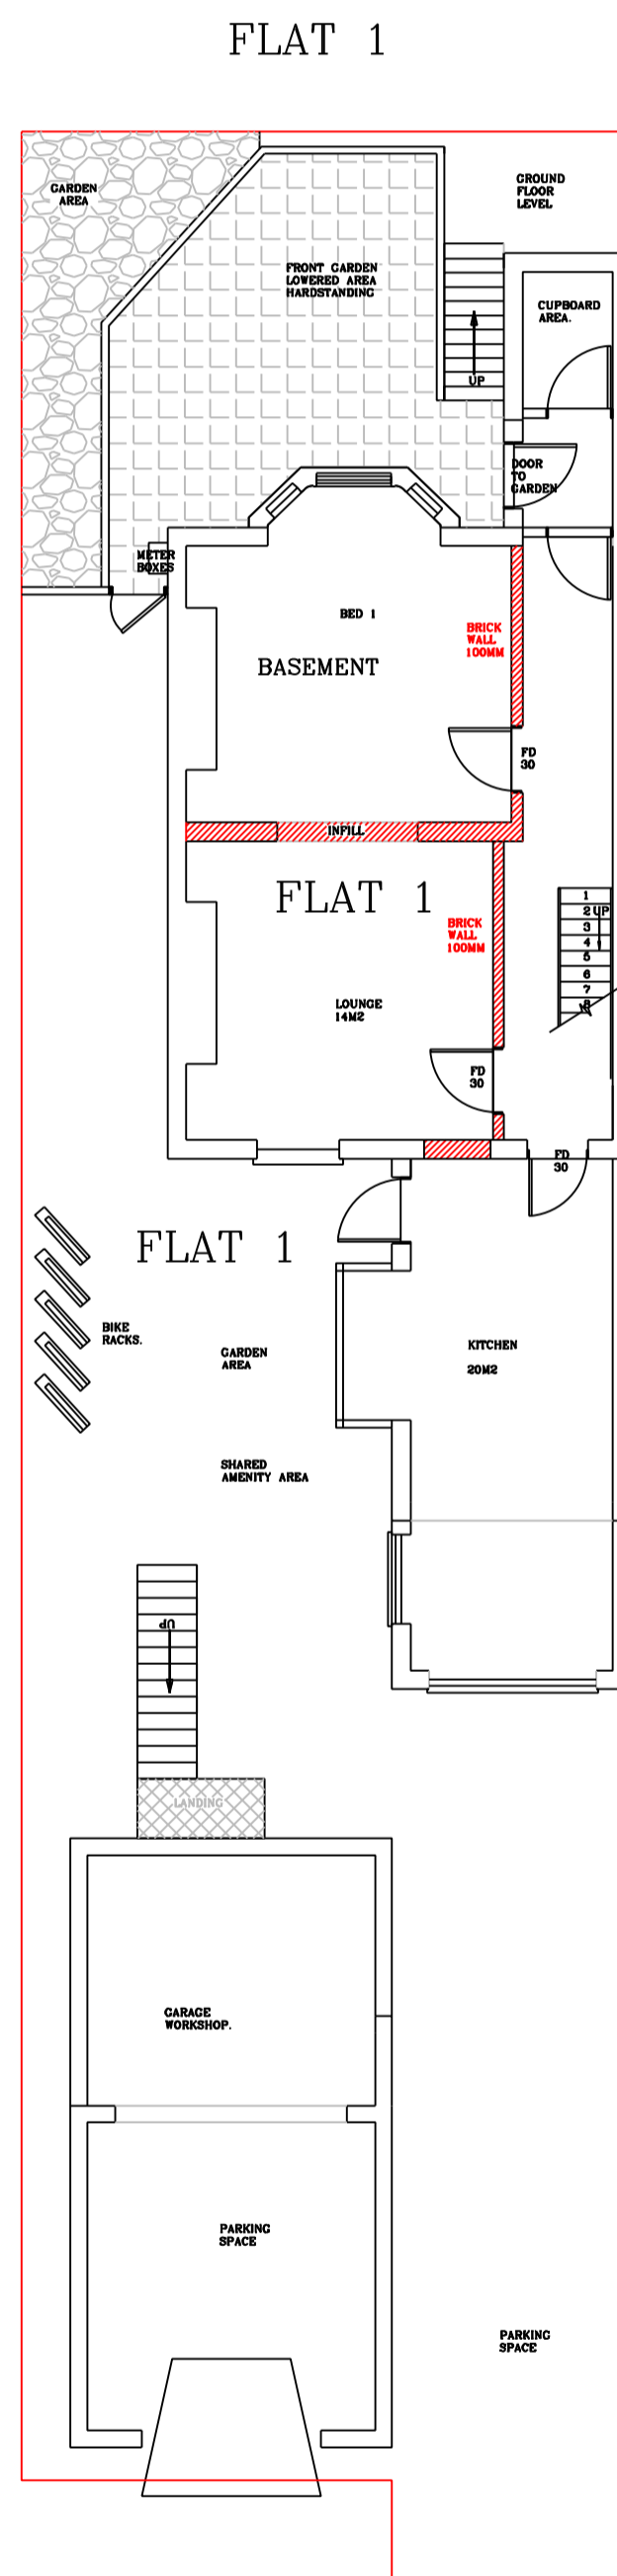 FLAT 1
GARDEN
AREA
GROUND
FLOOR
LEVEL
FRONT GARDEN
LOWERED AREA
HARDSTANDING
CUPBOARD
AREA.
UP
DOOR
TO
GARDEN
METER
BOXES
BED 1
BRICK
WALL
100MM
BASEMENT
FD
30
INFILL
FLAT 1
1
2 UP
3
4
5
6
7
8
BRICK
WALL
100MM
LOUNGE
14M2
FD
30
FD
30
FLAT 1
BIKE
RACKS.
GARDEN
AREA
KITCHEN
20M2
SHARED
AMENITY AREA
UP
LANDING
GARAGE
WORKSHOP.
PARKING
SPACE
PARKING
SPACE